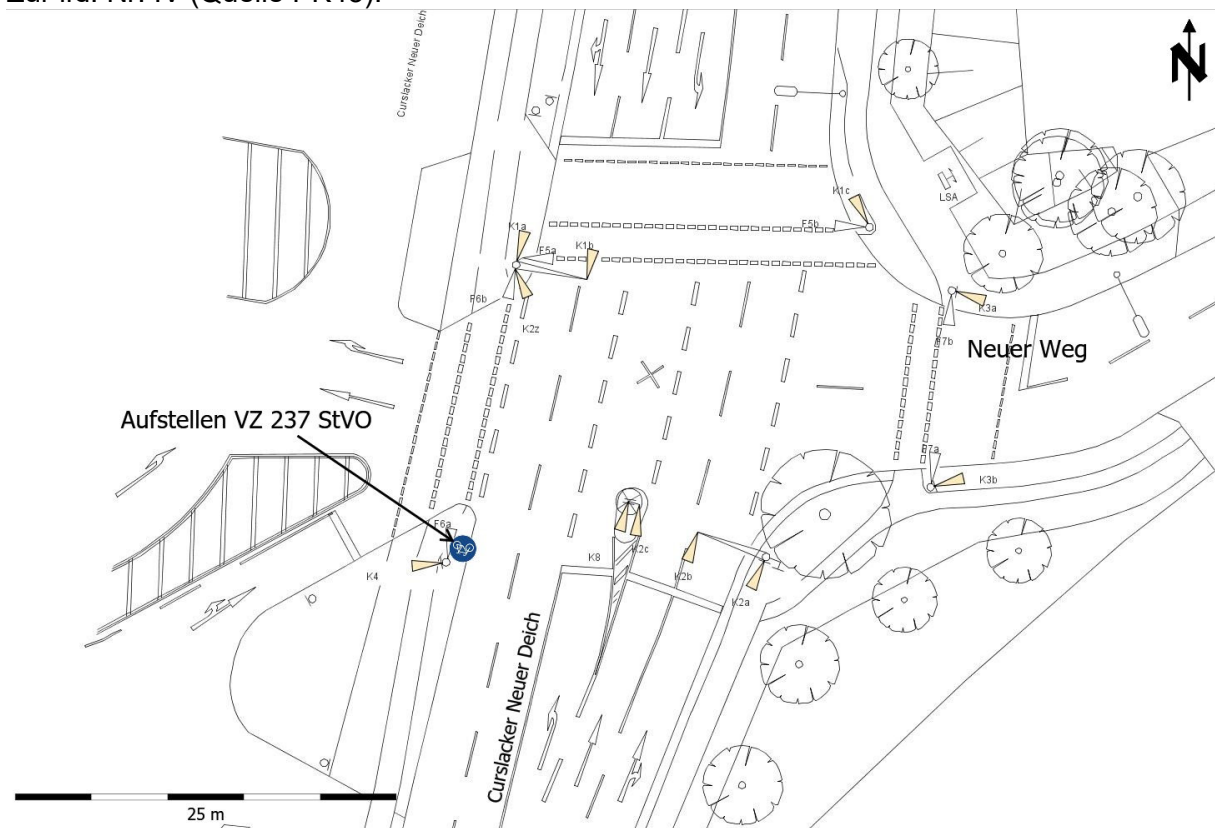 Curslacker Neuer Deich
N
LSA
K1c
F5b
K1a
F5a
K1b
F6b
K2z
K3a
F7b
Neuer Weg
Aufstellen VZ 237 StVO
F7a
K3b
F6a
K4
K8
K2c
K2b
K2a
Curslacker Neuer Deich
25 m